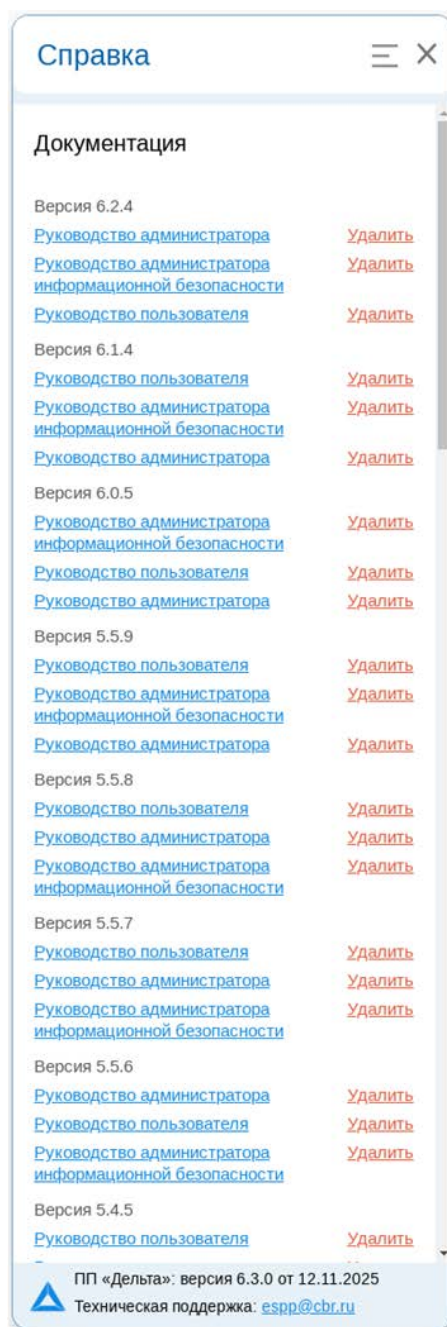 Справка
Документация
Версия 6.2.4
Руководство администратора Удалить
Руководство администратора Удалить
информационной безопасности
Руководство пользователя Удалить
Версия 6.1.4
Руководство пользователя Удалить
Руководство администратора Удалить
информационной безопасности
Руководство администратора Удалить
Версия 6.0.5
Руководство администратора Удалить
информационной безопасности
Руководство пользователя Удалить
Руководство администратора Удалить
Версия 5.5.9
Руководство пользователя Удалить
Руководство администратора Удалить
информационной безопасности
Руководство администратора Удалить
Версия 5.5.8
Руководство пользователя Удалить
Руководство администратора Удалить
Руководство администратора Удалить
информационной безопасности
Версия 5.5.7
Руководство пользователя Удалить
Руководство администратора Удалить
Руководство администратора Удалить
информационной безопасности
Версия 5.5.6
Руководство администратора Удалить
Руководство пользователя Удалить
Руководство администратора Удалить
информационной безопасности
Версия 5.4.5
Руководство пользователя Удалить
ПП «Дельта»: версия 6.3.0 от 12.11.2025
Техническая поддержка: espp@cbr.ru